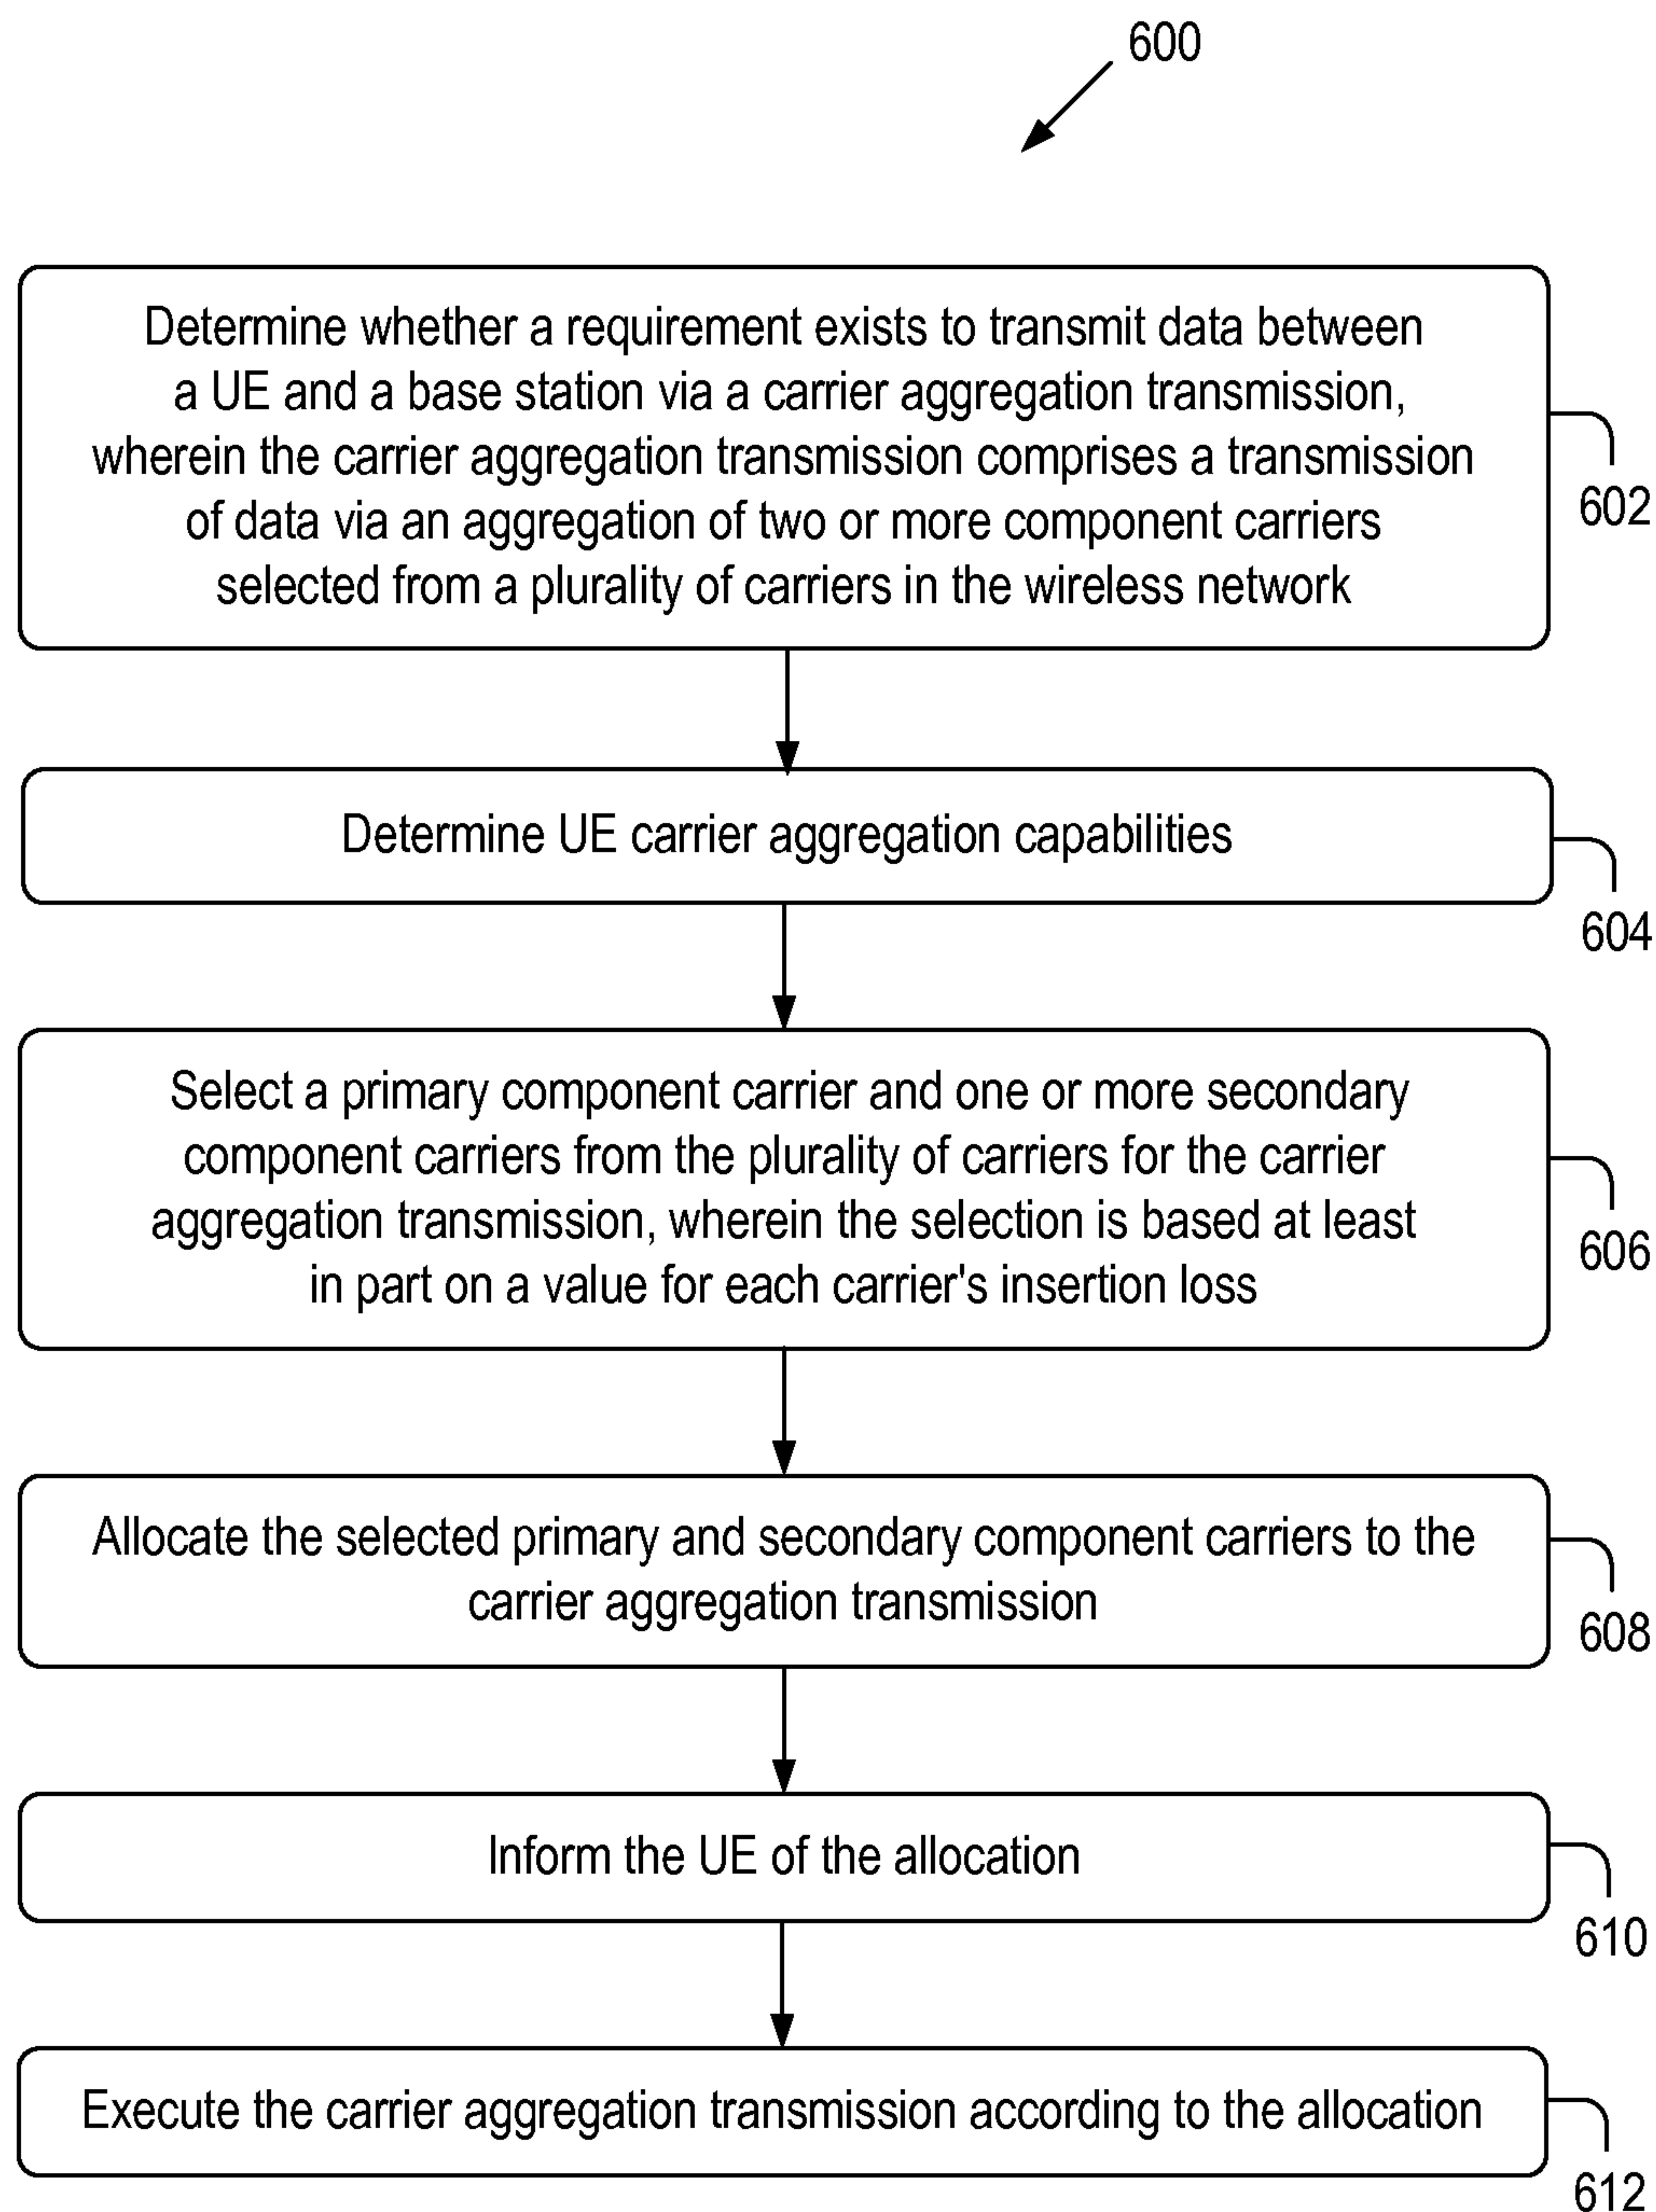 600
Determine whether a requirement exists to transmit data between
a UE and a base station via a carrier aggregation transmission,
wherein the carrier aggregation transmission comprises a transmission
of data via an aggregation of two or more component carriers
selected from a plurality of carriers in the wireless network
602
Determine UE carrier aggregation capabilities
604
Select a primary component carrier and one or more secondary
component carriers from the plurality of carriers for the carrier
aggregation transmission, wherein the selection is based at least
in part on a value for each carrier's insertion loss
606
Allocate the selected primary and secondary component carriers to the
carrier aggregation transmission
608
Inform the UE of the allocation
610
Execute the carrier aggregation transmission according to the allocation
612